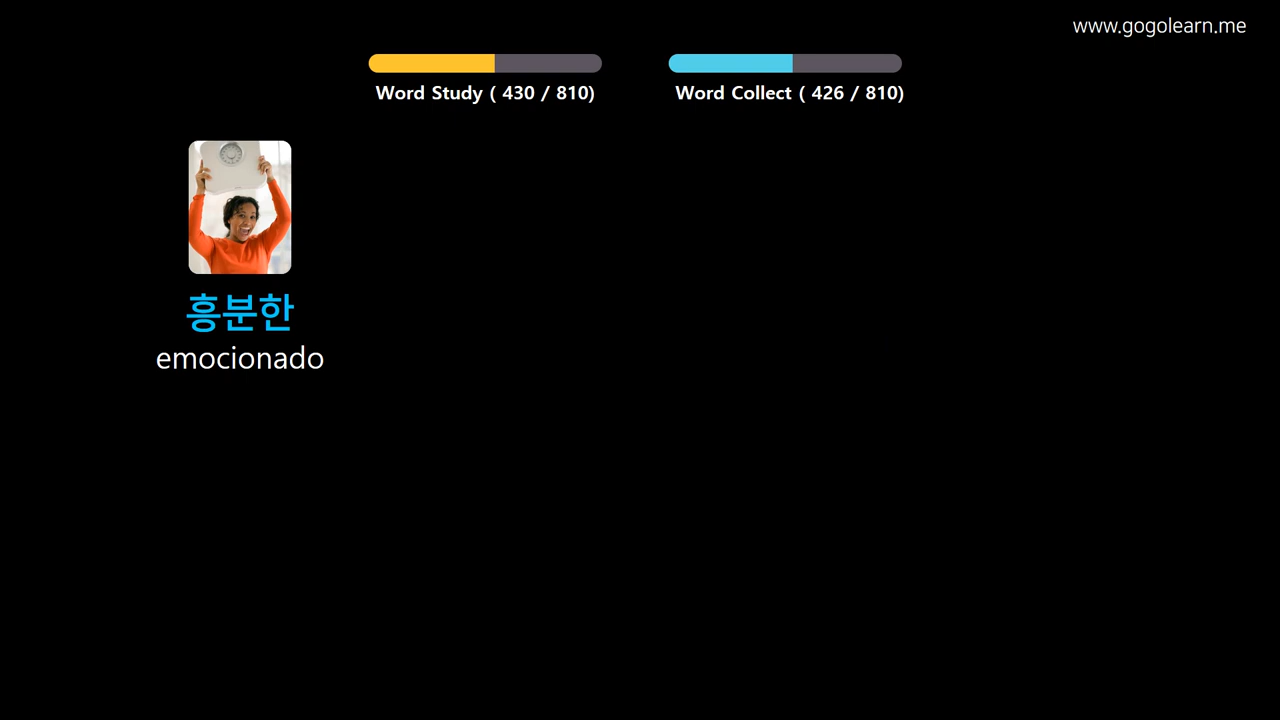 www.gogolearn.me
Word Study ( 430 / 810)
Word Collect ( 426 / 810)
흥분한
emocionado